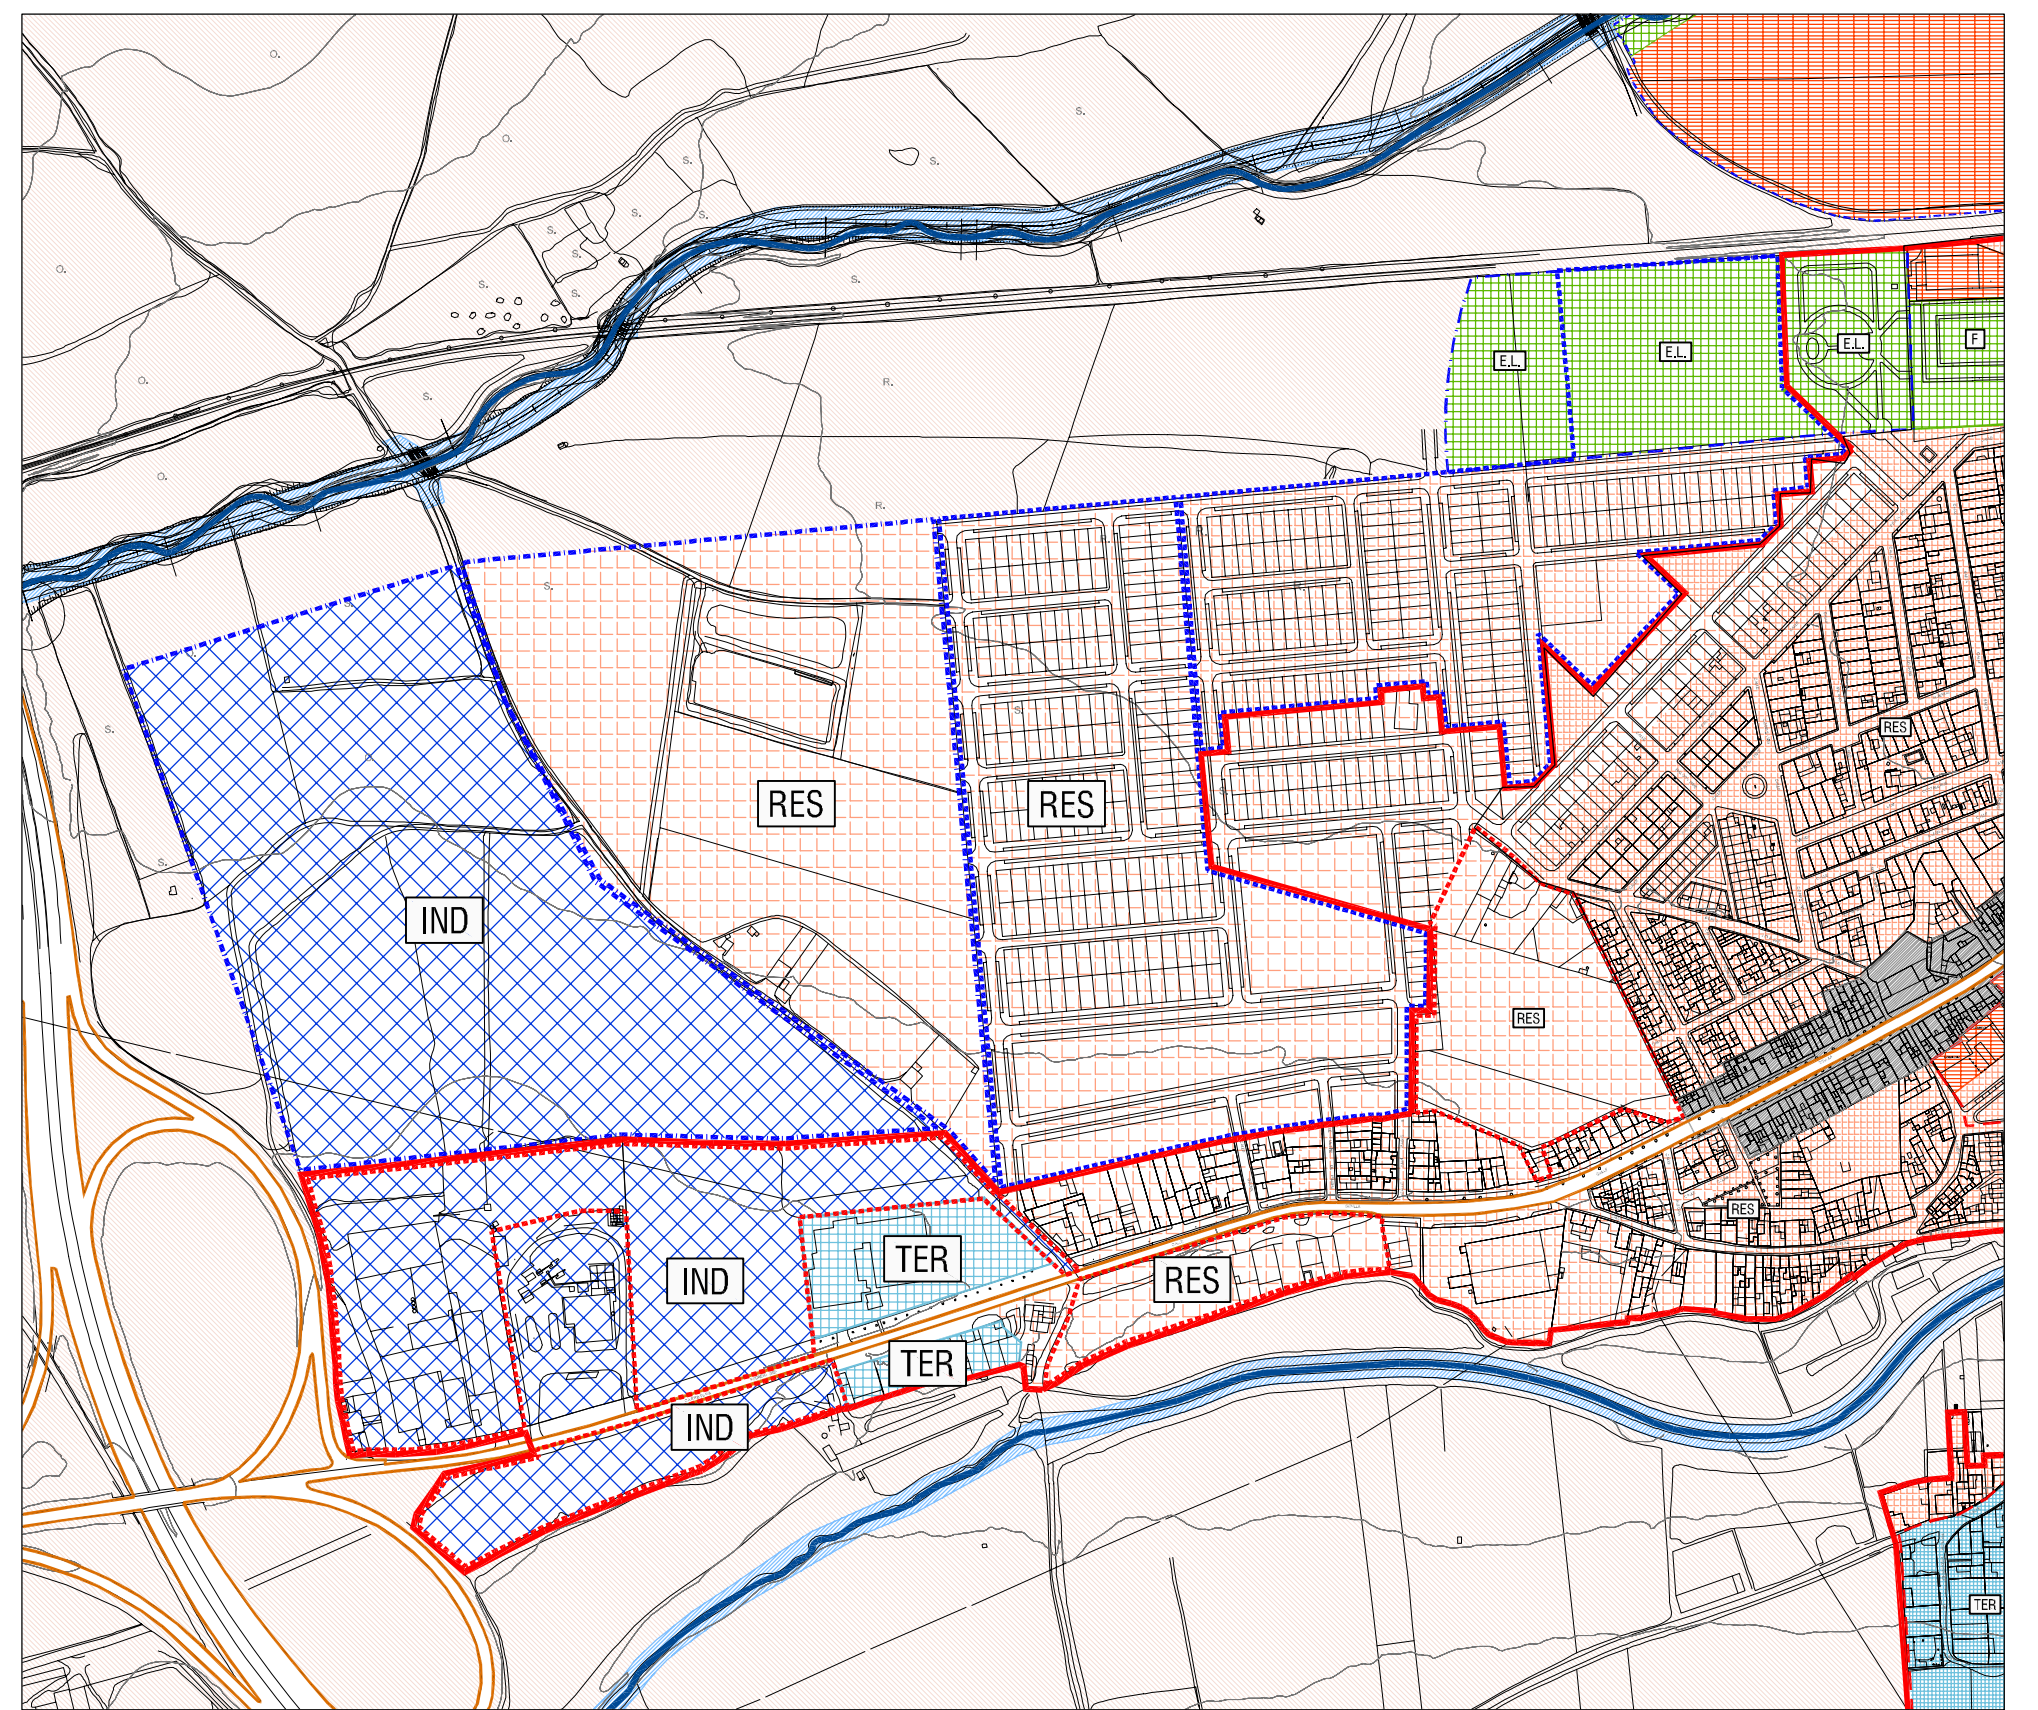 O.
S.
O.
S.
S.
S.
S.
S.
O.
S.
S.
S.
S.
E.L.
F
E.L.
E.L.
O.
R.
S.
O.
R.
S.
S.
S.
S.
RES
S.
RES
RES
S.
IND
RES
RES
TER
IND
RES
TER
IND
TER